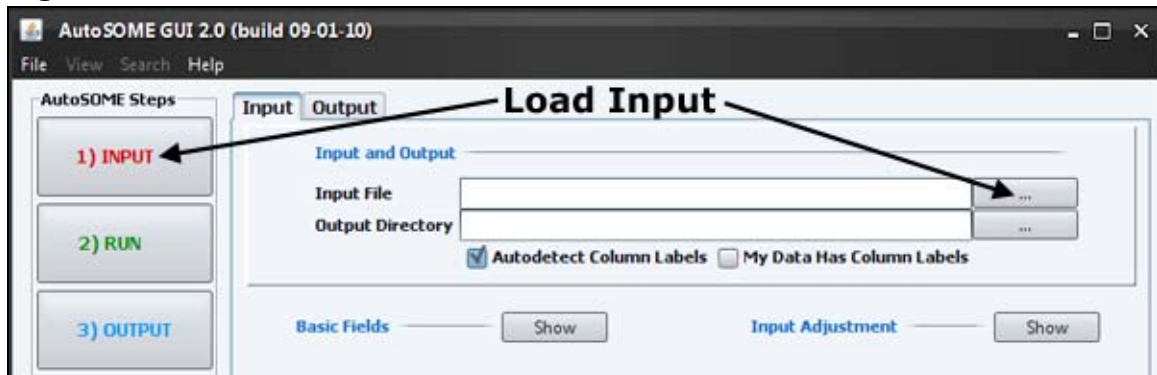 AutoSOME GUI 2.0 (build 09-01-10)
File View Search Help
AutoSOME Steps
Input Output
Load Input
1) INPUT
Input and Output
Input File
...
Output Directory
...
2) RUN
Autodetect Column Labels My Data Has Column Labels
3) OUTPUT
Basic Fields Show Input Adjustment Show